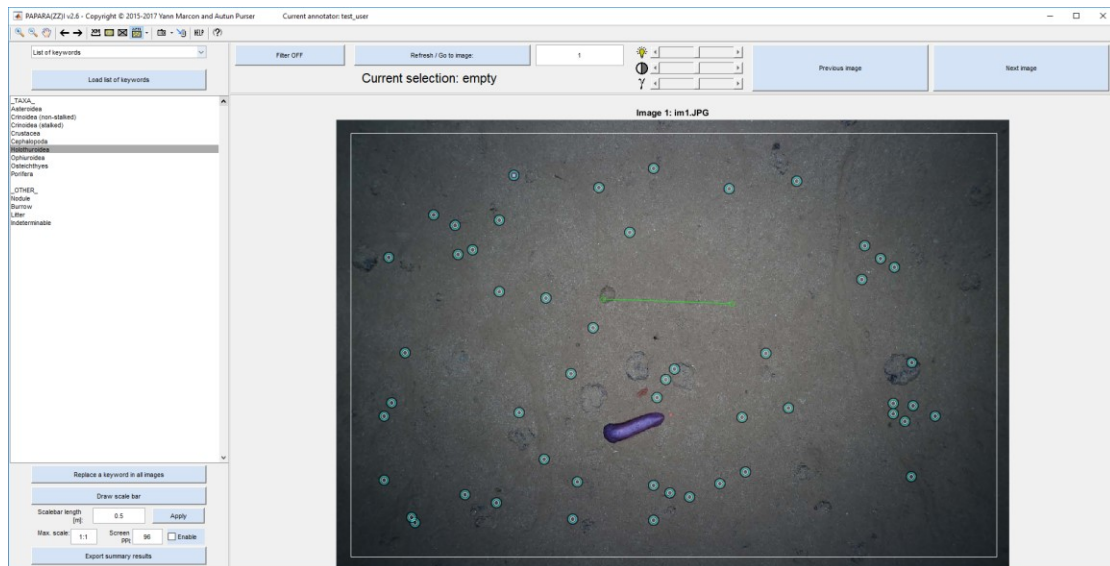 PAPARA(ZZ)I v2.6 - Copyright © 2015-2017 Yann Marcon and Autun Purser Current annotator: test_user
HELP
List of keywords
Filter OFF
Refresh / Go to image:
1
Previous image
Next image
Load list of keywords
Current selection: empty
γ
_TAXA_
Asteroidea
Crinoidea (non-stalked)
Crinoidea (stalked)
Crustacea
Cephalopoda
Holothuroidea
Ophiuroidea
Osteichthyes
Porifera
_OTHER_
Nodule
Burrow
Litter
Indeterminable
Image 1: im1.JPG
Replace a keyword in all images
Draw scale bar
Scalebar length [m]: 0.5 Apply
Max. scale: 1:1 Screen PPI: 96 Enable
Export summary results